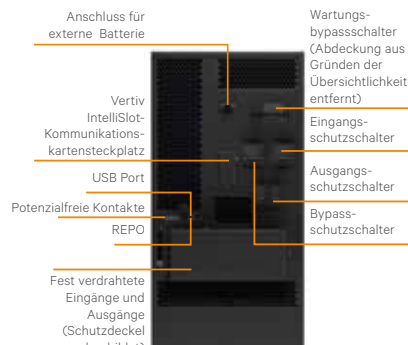 Anschluss für
externe Batterie
Vertiv
IntelliSlot-
Kommunikations-
kartensteckplatz
USB Port
Potenzialfreie Kontakte
REPO
Fest verdrahtete
Eingänge und
Ausgänge
(Schutzdeckel
Wartungs-
bypassschalter
(Abdeckung aus
Gründen der
Übersichtlichkeit
entfernt)
Eingangs-
schutzschalter
Ausgangs-
schutzschalter
Bypass-
schutzschalter